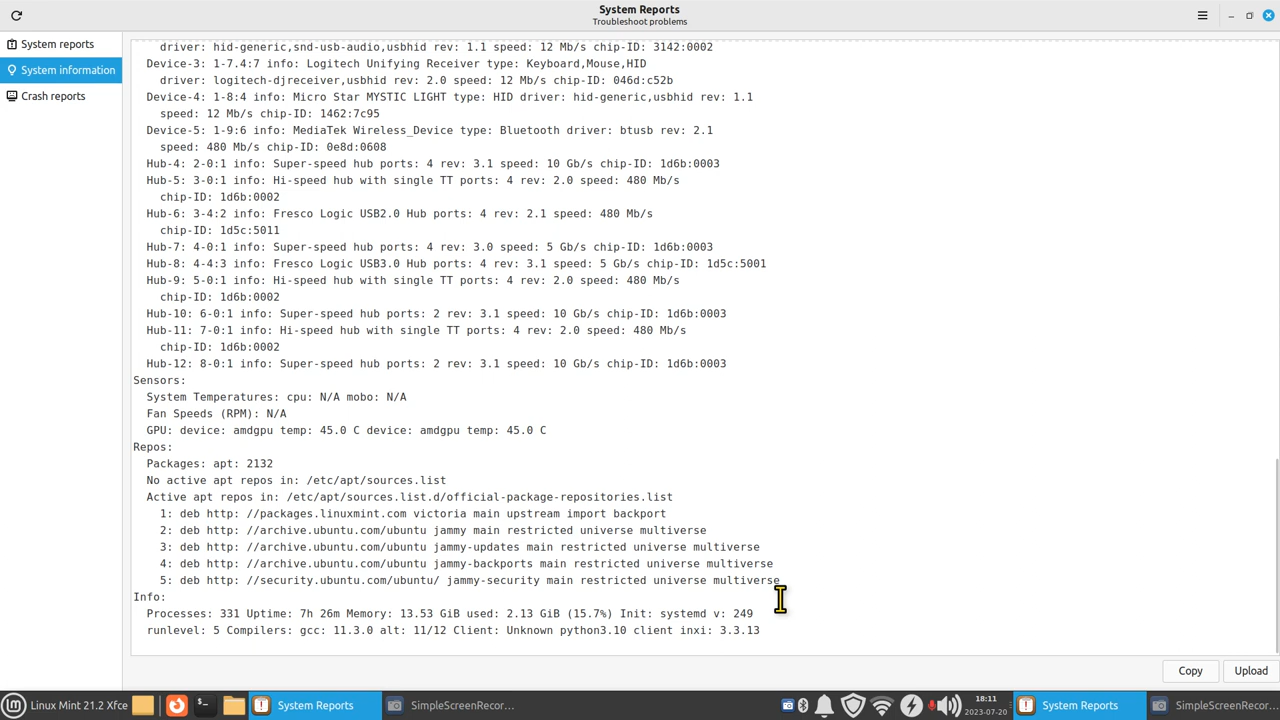 System Reports
Troubleshoot problems
System reports
System information
Crash reports
driver: hid-generic,snd-usb-audio,usbhid rev: 1.1 speed: 12 Mb/s chip-ID: 3142:0002
Device-3: 1-7.4:7 info: Logitech Unifying Receiver type: Keyboard,Mouse,HID
driver: logitech-djreceiver,usbhid rev: 2.0 speed: 12 Mb/s chip-ID: 046d:c52b
Device-4: 1-8:4 info: Micro Star MYSTIC LIGHT type: HID driver: hid-generic,usbhid rev: 1.1
speed: 12 Mb/s chip-ID: 1462:7c95
Device-5: 1-9:6 info: MediaTek Wireless_Device type: Bluetooth driver: btusb rev: 2.1
speed: 480 Mb/s chip-ID: 0e8d:0608
Hub-4: 2-0:1 info: Super-speed hub ports: 4 rev: 3.1 speed: 10 Gb/s chip-ID: 1d6b:0003
Hub-5: 3-0:1 info: Hi-speed hub with single TT ports: 4 rev: 2.0 speed: 480 Mb/s
chip-ID: 1d6b:0002
Hub-6: 3-4:2 info: Fresco Logic USB2.0 Hub ports: 4 rev: 2.1 speed: 480 Mb/s
chip-ID: 1d5c:5011
Hub-7: 4-0:1 info: Super-speed hub ports: 4 rev: 3.0 speed: 5 Gb/s chip-ID: 1d6b:0003
Hub-8: 4-4:3 info: Fresco Logic USB3.0 Hub ports: 4 rev: 3.1 speed: 5 Gb/s chip-ID: 1d5c:5001
Hub-9: 5-0:1 info: Hi-speed hub with single TT ports: 4 rev: 2.0 speed: 480 Mb/s
chip-ID: 1d6b:0002
Hub-10: 6-0:1 info: Super-speed hub ports: 2 rev: 3.1 speed: 10 Gb/s chip-ID: 1d6b:0003
Hub-11: 7-0:1 info: Hi-speed hub with single TT ports: 4 rev: 2.0 speed: 480 Mb/s
chip-ID: 1d6b:0002
Hub-12: 8-0:1 info: Super-speed hub ports: 2 rev: 3.1 speed: 10 Gb/s chip-ID: 1d6b:0003
Sensors:
System Temperatures: cpu: N/A mobo: N/A
Fan Speeds (RPM): N/A
GPU: device: amdgpu temp: 45.0 C device: amdgpu temp: 45.0 C
Repos:
Packages: apt: 2132
No active apt repos in: /etc/apt/sources.list
Active apt repos in: /etc/apt/sources.list.d/official-package-repositories.list
1: deb http: //packages.linuxmint.com victoria main upstream import backport
2: deb http: //archive.ubuntu.com/ubuntu jammy main restricted universe multiverse
3: deb http: //archive.ubuntu.com/ubuntu jammy-updates main restricted universe multiverse
4: deb http: //archive.ubuntu.com/ubuntu jammy-backports main restricted universe multiverse
5: deb http: //security.ubuntu.com/ubuntu/ jammy-security main restricted universe multiverse
Info:
Processes: 331 Uptime: 7h 26m Memory: 13.53 GiB used: 2.13 GiB (15.7%) Init: systemd v: 249
runlevel: 5 Compilers: gcc: 11.3.0 alt: 11/12 Client: Unknown python3.10 client inxi: 3.3.13
Copy
Upload
Linux Mint 21.2 Xfce
System Reports
SimpleScreenRecor...
18:11
2023-07-20
System Reports
SimpleScreenRecor...